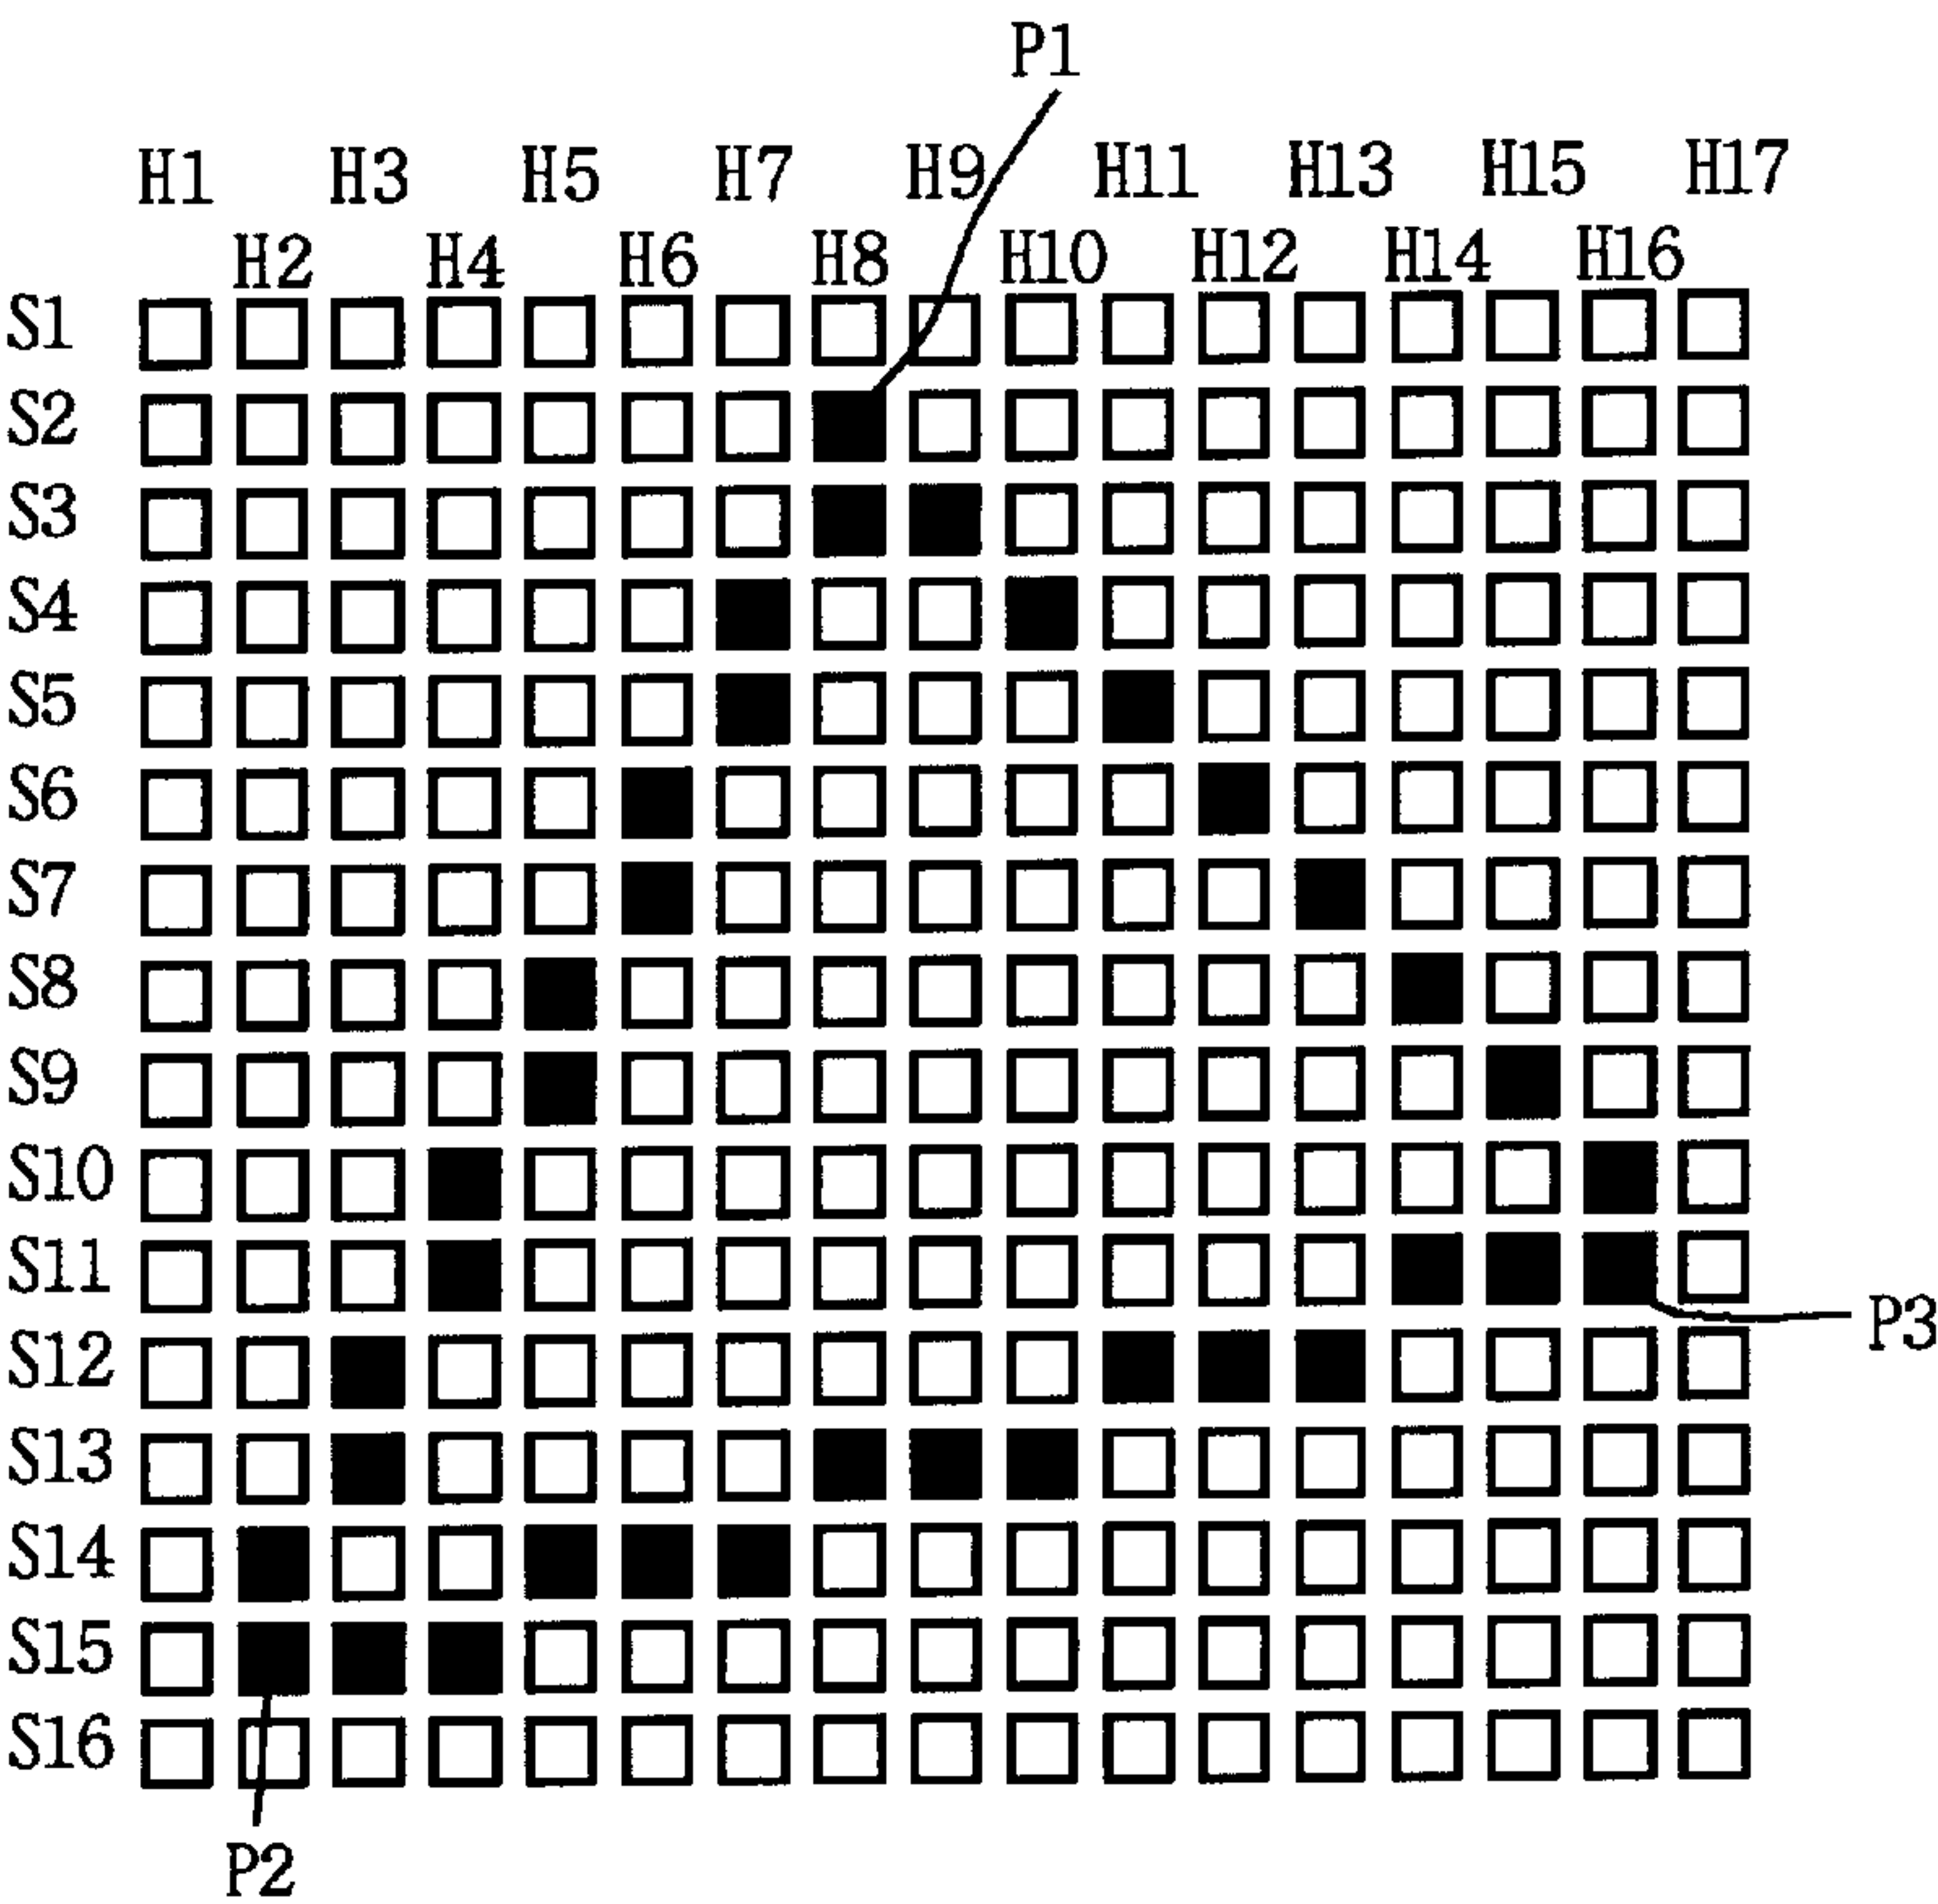 P1
H1 H3 H5 H7 H9 H11 H13 H15 H17
H2 H4 H6 H8 H10 H12 H14 H16
S1
S2
S3
S4
S5
S6
S7
S8
S9
S10
S11
P3
S12
S13
S14
S15
S16
P2